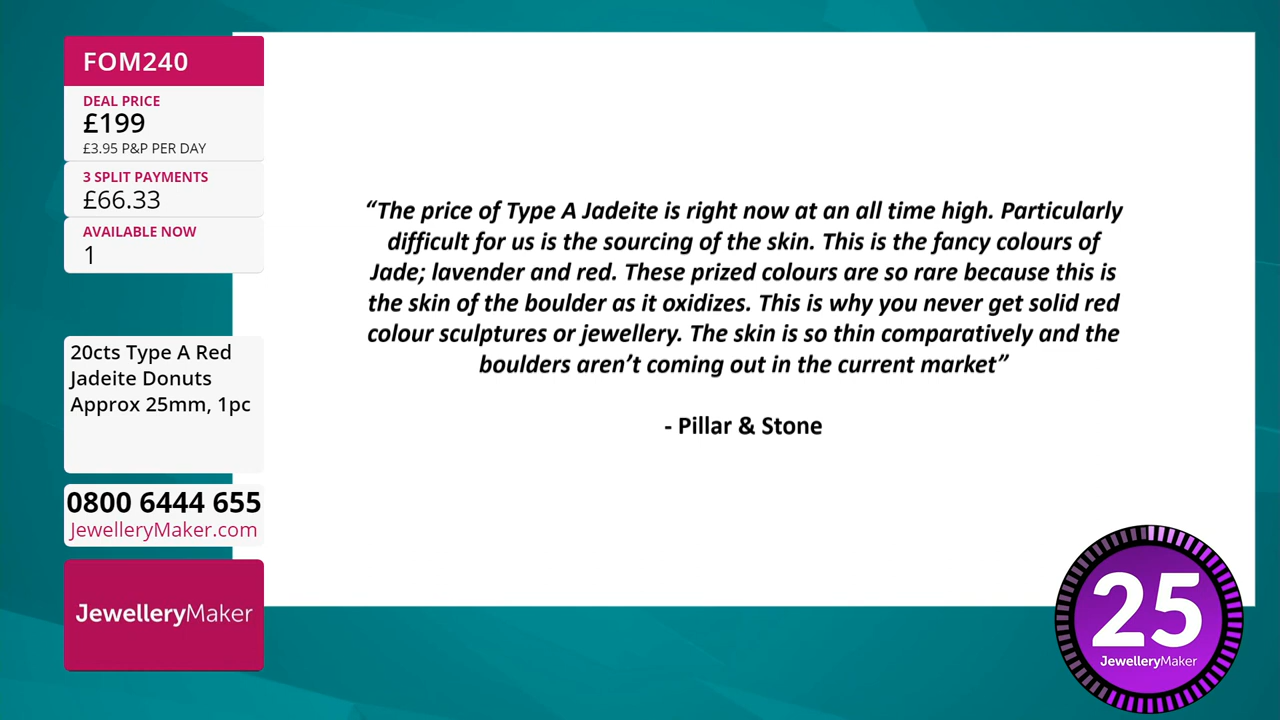 FOM240
DEAL PRICE
£199
£3.95 P&P PER DAY
3 SPLIT PAYMENTS
£66.33
AVAILABLE NOW
1
20cts Type A Red
Jadeite Donuts
Approx 25mm, 1pc
0800 6444 655
JewelleryMaker.com
JewelleryMaker
“The price of Type A Jadeite is right now at an all time high. Particularly
difficult for us is the sourcing of the skin. This is the fancy colours of
Jade; lavender and red. These prized colours are so rare because this is
the skin of the boulder as it oxidizes. This is why you never get solid red
colour sculptures or jewellery. The skin is so thin comparatively and the
boulders aren’t coming out in the current market”
- Pillar & Stone
25
JewelleryMaker